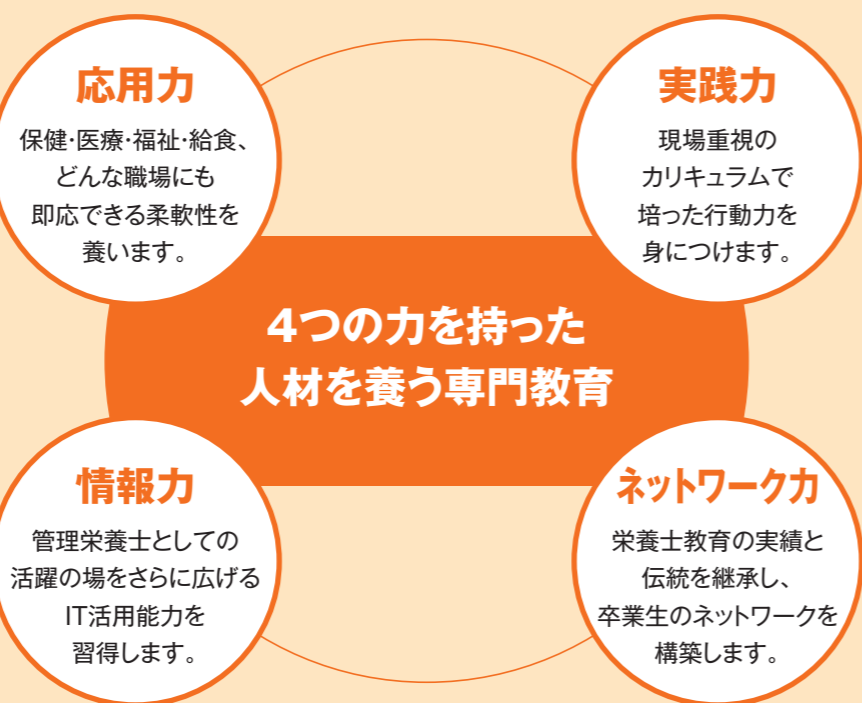 応用力
保健・医療・福祉・給食、
どんな職場にも
即応できる柔軟性を
養います。
実践力
現場重視の
カリキュラムで
培った行動力を
身につけます。
4つの力を持った
人材を養う専門教育
情報力
管理栄養士としての
活躍の場をさらに広げる
IT活用能力を
習得します。
ネットワーク力
栄養士教育の実績と
伝統を継承し、
卒業生のネットワークを
構築します。